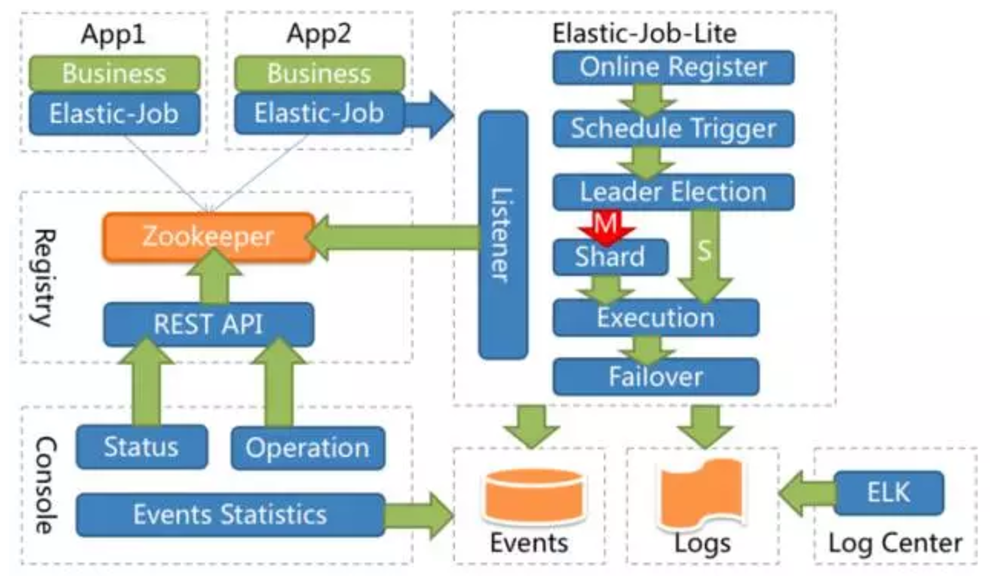 App1
Business
Elastic-Job
App2
Business
Elastic-Job
Elastic-Job-Lite
Online Register
Schedule Trigger
Leader Election
M
S
Shard
Execution
Failover
Listener
Registry
Zookeeper
REST API
Console
Status
Operation
Events Statistics
Events
Logs
ELK
Log Center